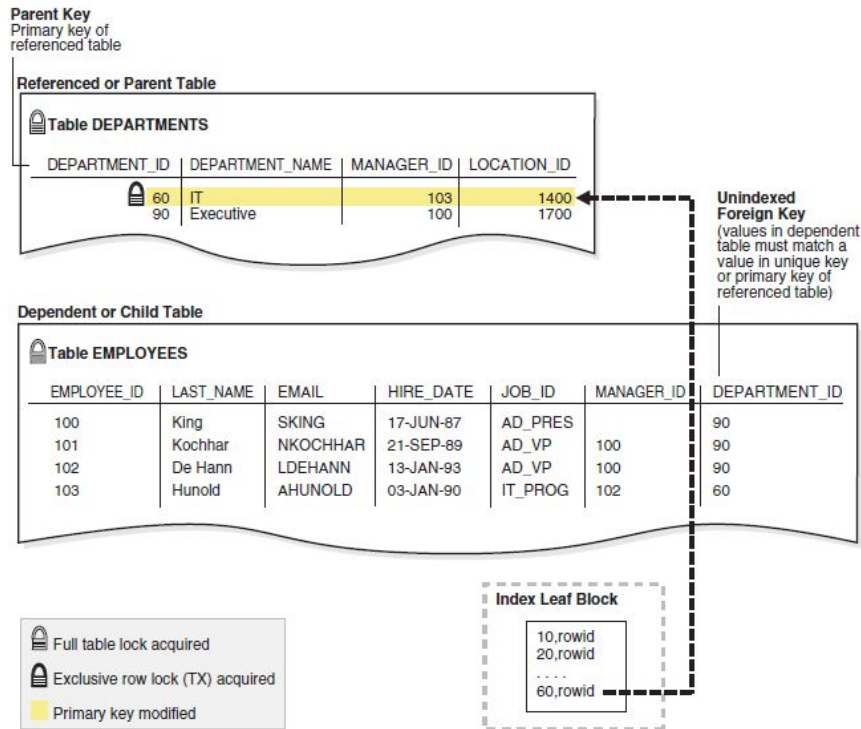 Parent Key
Primary key of
referenced table
Referenced or Parent Table
Table DEPARTMENTS
DEPARTMENT_ID DEPARTMENT_NAME MANAGER_ID LOCATION_ID
60 IT 103 1400
90 Executive 100 1700
Unindexed
Foreign Key
(values in dependent
table must match a
value in unique key
or primary key of
referenced table)
Dependent or Child Table
Table EMPLOYEES
EMPLOYEE_ID LAST_NAME EMAIL HIRE_DATE JOB_ID MANAGER_ID DEPARTMENT_ID
100 King SKING 17-JUN-87 AD_PRES 90
101 Kochhar NKOCHHAR 21-SEP-89 AD_VP 100 90
102 De Hann LDEHANN 13-JAN-93 AD_VP 100 90
103 Hunold AHUNOLD 03-JAN-90 IT_PROG 102 60
Index Leaf Block
10,rowid
20,rowid
. . . .
60,rowid
Full table lock acquired
Exclusive row lock (TX) acquired
Primary key modified